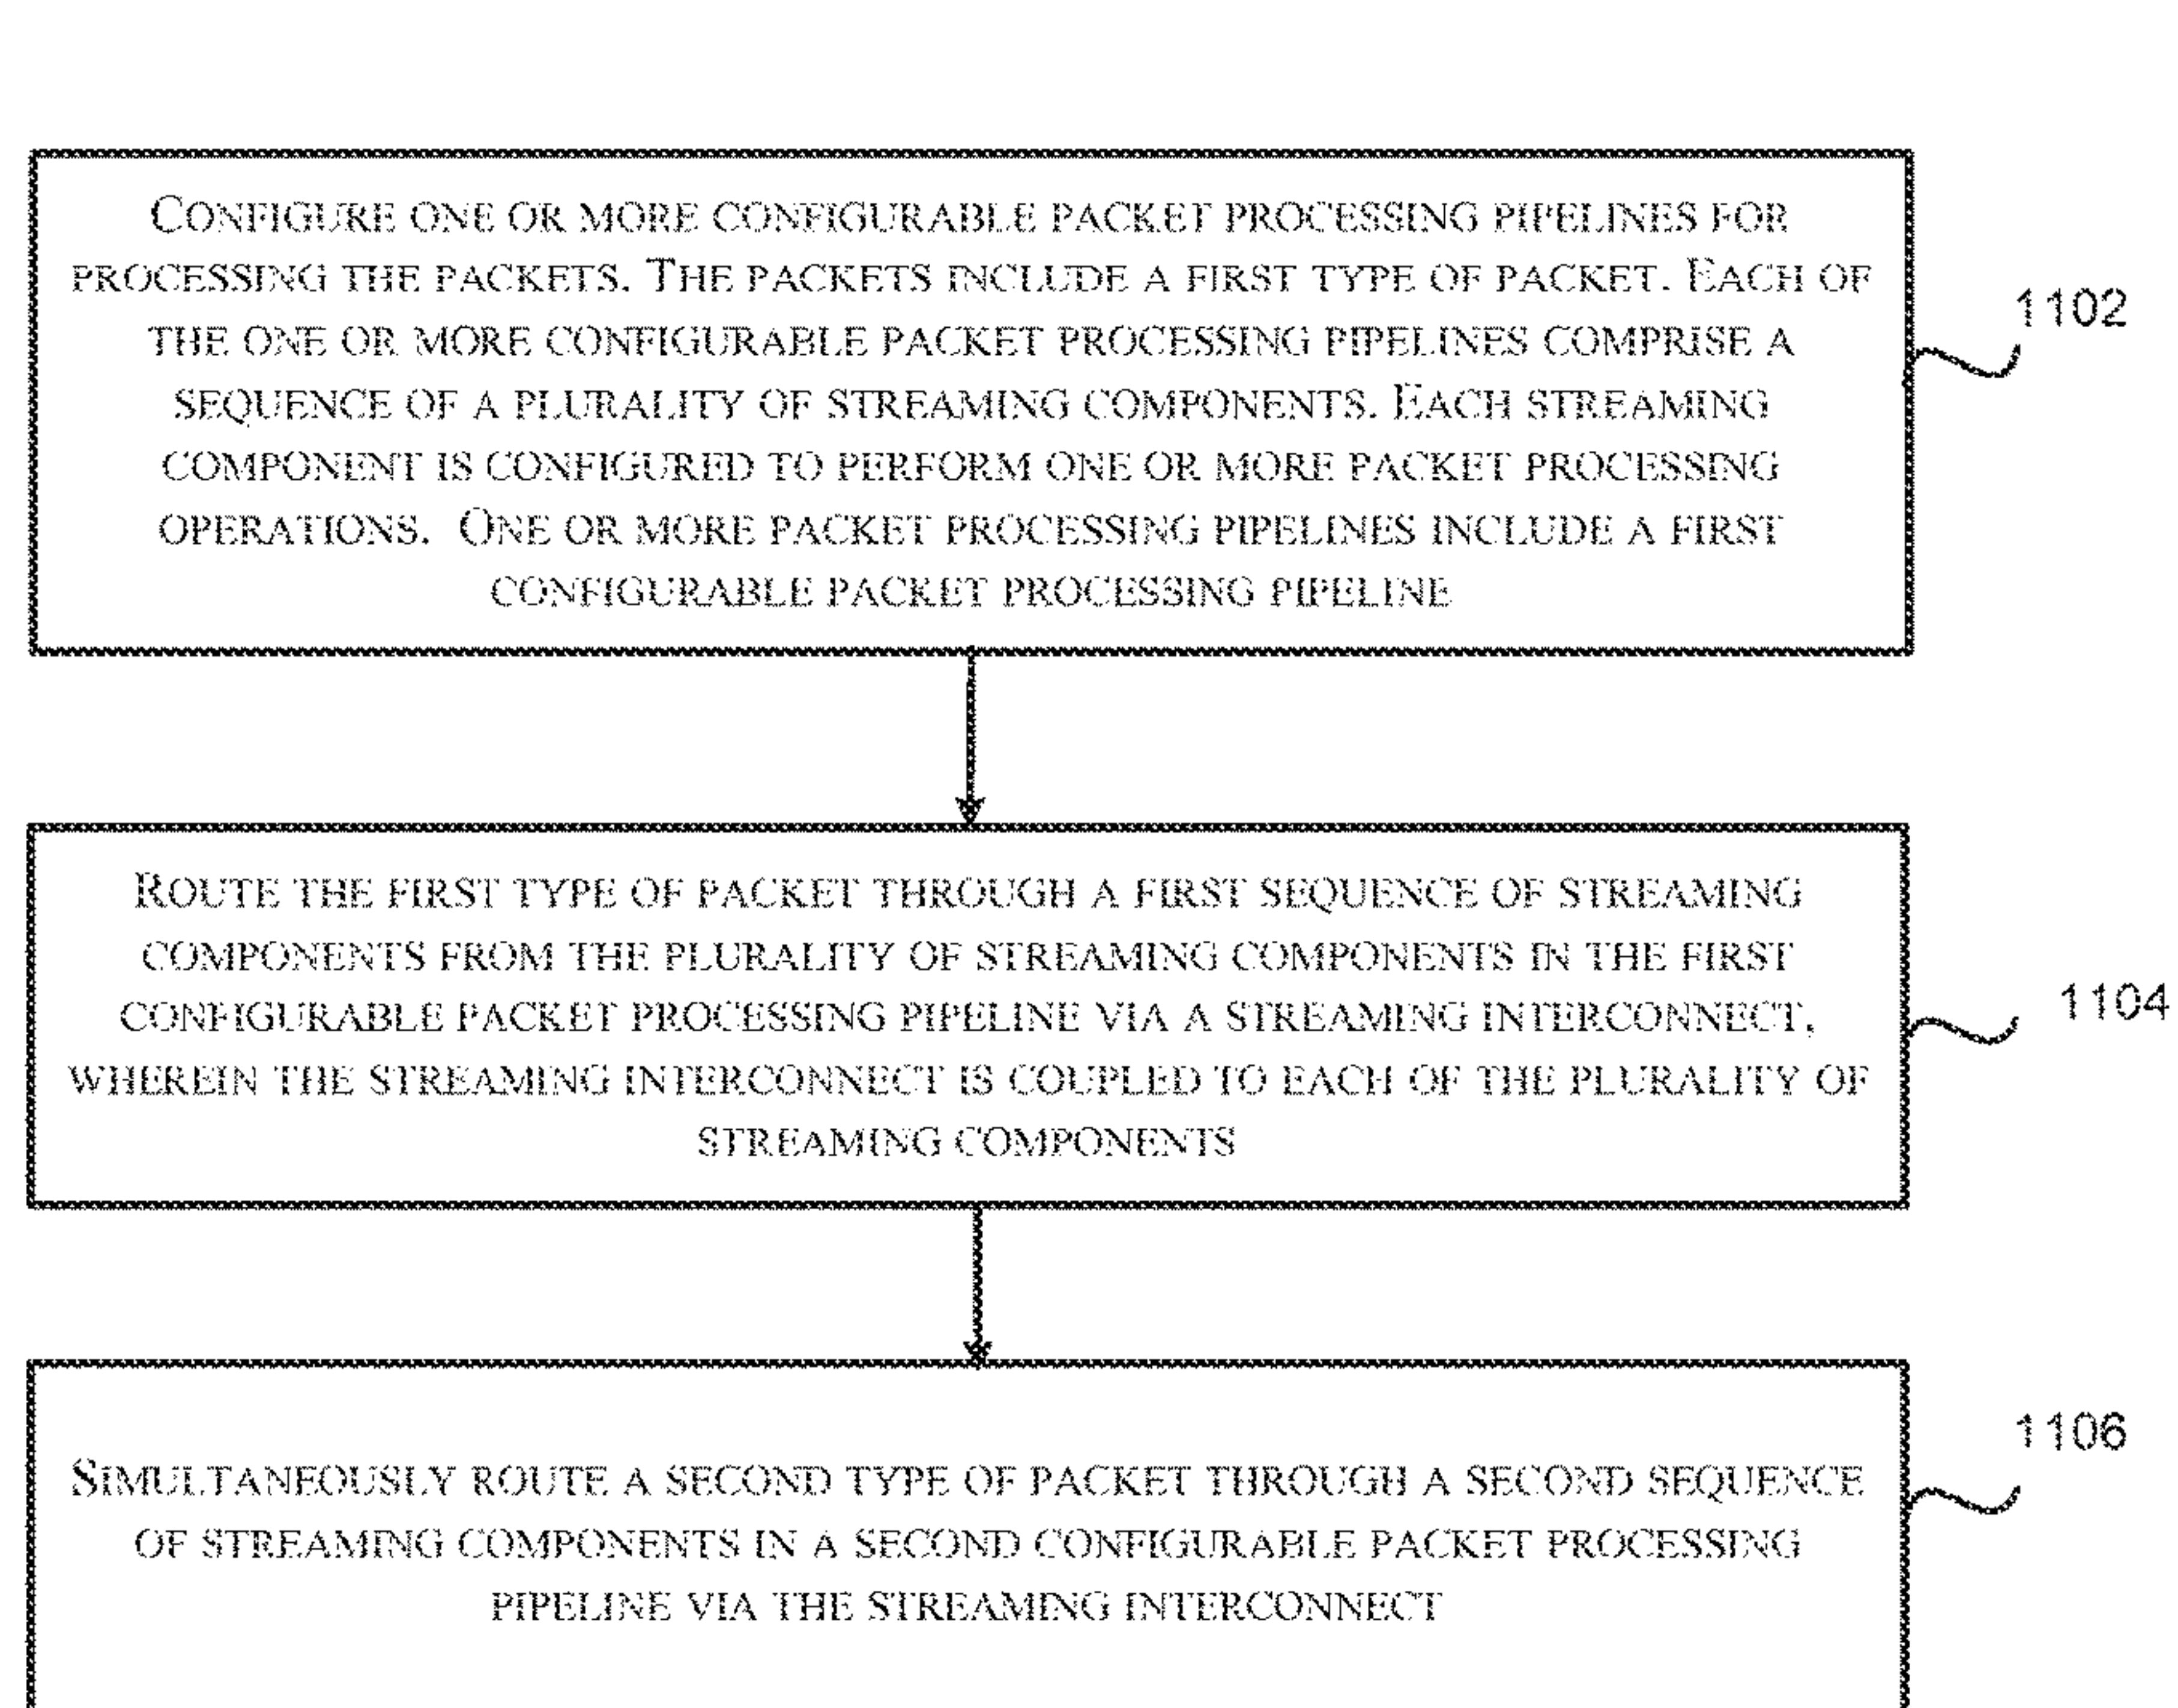 CONFIGURE ONE OR MORE CONFIGURABLE PACKET PROCESSING PIPELINES FOR
PROCESSING THE PACKETS. THE PACKETS INCLUDE A FIRST TYPE OF PACKET. EACH OF
THE ONE OR MORE CONFIGURABLE PACKET PROCESSING PIPELINES COMPRISE A
SEQUENCE OF A PLURALITY OF STREAMING COMPONENTS. EACH STREAMING
COMPONENT IS CONFIGURED TO PERFORM ONE OR MORE PACKET PROCESSING
OPERATIONS. ONE OR MORE PACKET PROCESSING PIPELINES INCLUDE A FIRST
CONFIGURABLE PACKET PROCESSING PIPELINE
1102
ROUTE THE FIRST TYPE OF PACKET THROUGH A FIRST SEQUENCE OF STREAMING
COMPONENTS FROM THE PLURALITY OF STREAMING COMPONENTS IN THE FIRST
CONFIGURABLE PACKET PROCESSING PIPELINE VIA A STREAMING INTERCONNECT,
WHEREIN THE STREAMING INTERCONNECT IS COUPLED TO EACH OF THE PLURALITY OF
STREAMING COMPONENTS
1104
SIMULTANEOUSLY ROUTE A SECOND TYPE OF PACKET THROUGH A SECOND SEQUENCE
OF STREAMING COMPONENTS IN A SECOND CONFIGURABLE PACKET PROCESSING
PIPELINE VIA THE STREAMING INTERCONNECT
1106